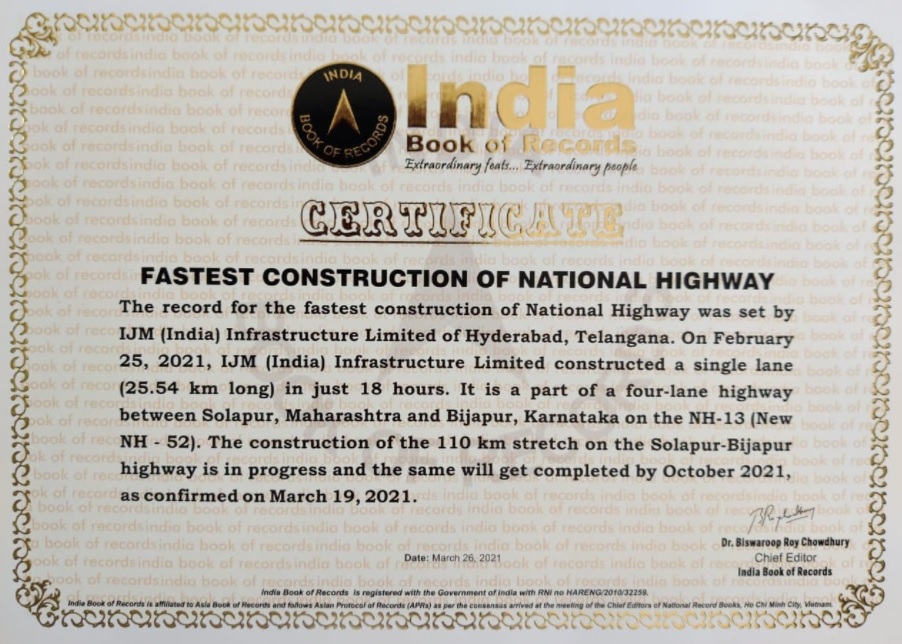 INDIA
BOOK OF RECORDS
India
Book of Records
Extraordinary feats... Extraordinary people
CERTIFICATE
FASTEST CONSTRUCTION OF NATIONAL HIGHWAY
The record for the fastest construction of National Highway was set by
IJM (India) Infrastructure Limited of Hyderabad, Telangana. On February
25, 2021, IJM (India) Infrastructure Limited constructed a single lane
(25.54 km long) in just 18 hours. It is a part of a four-lane highway
between Solapur, Maharashtra and Bijapur, Karnataka on the NH-13 (New
NH - 52). The construction of the 110 km stretch on the Solapur-Bijapur
highway is in progress and the same will get completed by October 2021,
as confirmed on March 19, 2021.
Dr. Biswaroop Roy Chowdhury
Date: March 26, 2021
Chief Editor
India Book of Records
India Book of Records is registered with the Government of India with RNI no HARENG/2010/32259.
India Book of Records is affiliated to Asia Book of Records and follows Asian Protocol of Records (APRs) as per the consensus arrived at the meeting of the Chief Editors of National Record Books, Ho Chi Minh City, Vietnam.